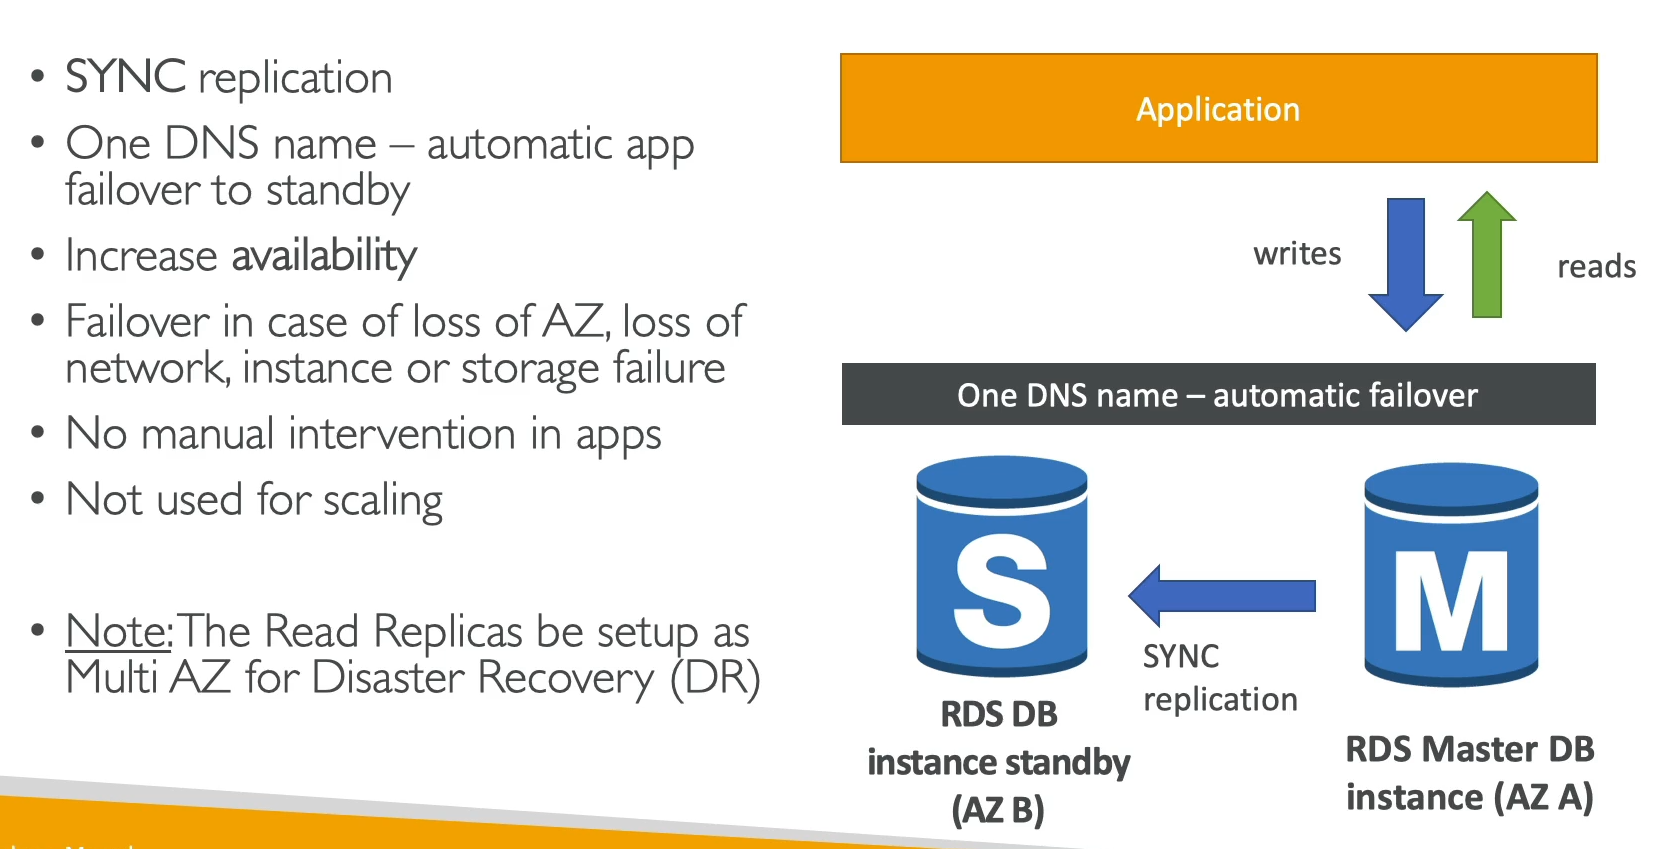 • SYNC replication
• One DNS name – automatic app
failover to standby
• Increase availability
• Failover in case of loss of AZ, loss of
network, instance or storage failure
• No manual intervention in apps
• Not used for scaling
• Note: The Read Replicas be setup as
Multi AZ for Disaster Recovery (DR)
Application
writes
reads
One DNS name – automatic failover
S
M
SYNC
replication
RDS DB
instance standby
(AZ B)
RDS Master DB
instance (AZ A)